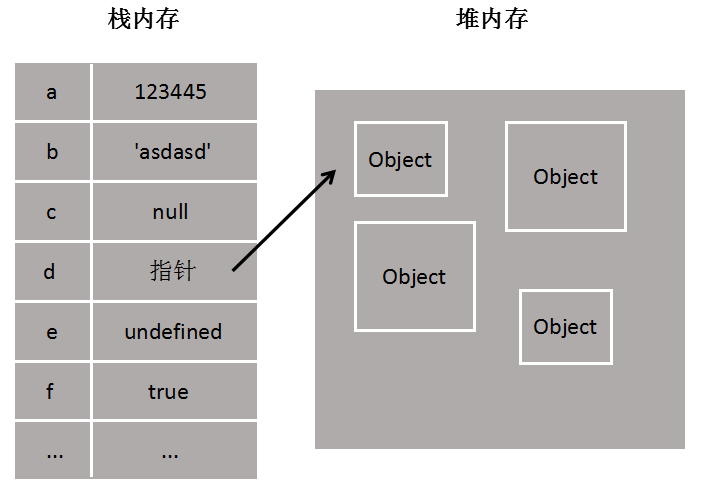 栈内存
堆内存
a 123445
b 'asdasd'
c null
d 指针
e undefined
f true
... ...
Object
Object
Object
Object